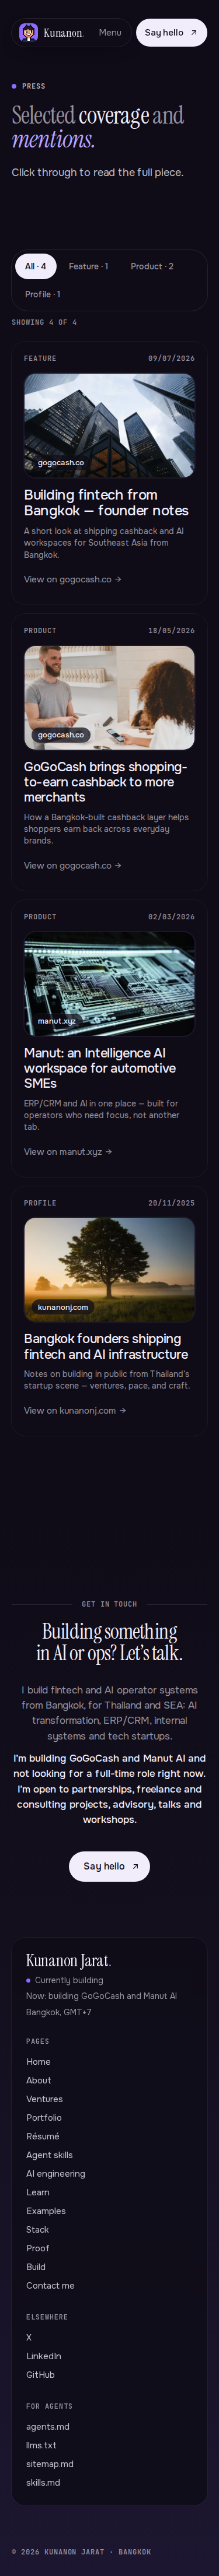 Kunanon. Menu Say hello ↗
PRESS
Selected coverage and
mentions.
Click through to read the full piece.
All · 4 Feature · 1 Product · 2
Profile · 1
SHOWING 4 OF 4
FEATURE 09/07/2026
gogocash.co
Building fintech from
Bangkok — founder notes
A short look at shipping cashback and AI
workspaces for Southeast Asia from
Bangkok.
View on gogocash.co →
PRODUCT 18/05/2026
gogocash.co
GoGoCash brings shopping-
to-earn cashback to more
merchants
How a Bangkok-built cashback layer helps
shoppers earn back across everyday
brands.
View on gogocash.co →
PRODUCT 02/03/2026
manut.xyz
Manut: an Intelligence AI
workspace for automotive
SMEs
ERP/CRM and AI in one place — built for
operators who need focus, not another
tab.
View on manut.xyz →
PROFILE 20/11/2025
kunanonj.com
Bangkok founders shipping
fintech and AI infrastructure
Notes on building in public from Thailand's
startup scene — ventures, pace, and craft.
View on kunanonj.com →
GET IN TOUCH
Building something
in AI or ops? Let's talk.
I build fintech and AI operator systems
from Bangkok, for Thailand and SEA: AI
transformation, ERP/CRM, internal
systems and tech startups.
I'm building GoGoCash and Manut AI and
not looking for a full-time role right now.
I'm open to partnerships, freelance and
consulting projects, advisory, talks and
workshops.
Say hello ↗
Kunanon Jarat.
Currently building
Now: building GoGoCash and Manut AI
Bangkok, GMT+7
PAGES
Home
About
Ventures
Portfolio
Résumé
Agent skills
AI engineering
Learn
Examples
Stack
Proof
Build
Contact me
ELSEWHERE
X
LinkedIn
GitHub
FOR AGENTS
agents.md
llms.txt
sitemap.md
skills.md
© 2026 KUNANON JARAT · BANGKOK